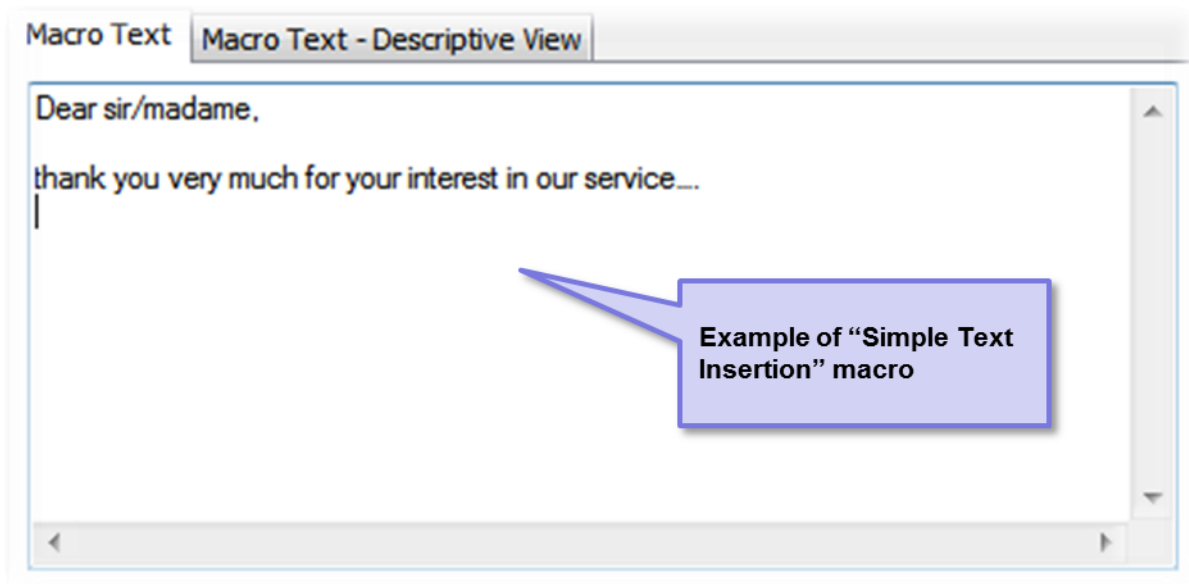 Macro Text
Macro Text - Descriptive View
Dear sir/madame,
thank you very much for your interest in our service....
Example of “Simple Text
Insertion” macro